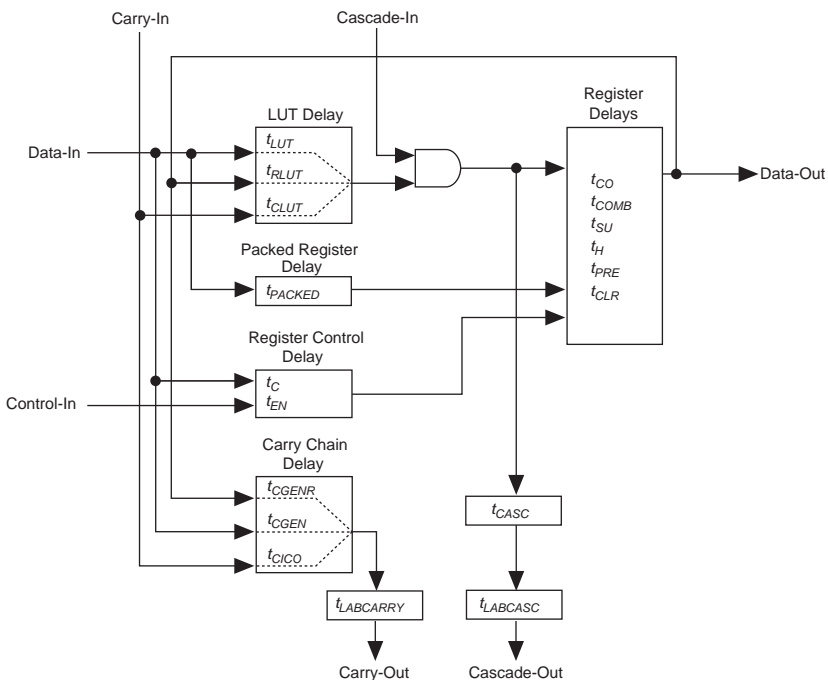 Carry-In
Cascade-In
LUT Delay
Register
Delays
Data-In
tLUT
tRLUT
tCLUT
Data-Out
tCO
tCOMB
tSU
tH
tPRE
tCLR
Packed Register
Delay
tPACKED
Register Control
Delay
tC
tEN
Control-In
Carry Chain
Delay
tCGENR
tCGEN
tCICO
tCASC
tLABCARRY
tLABCASC
Carry-Out
Cascade-Out